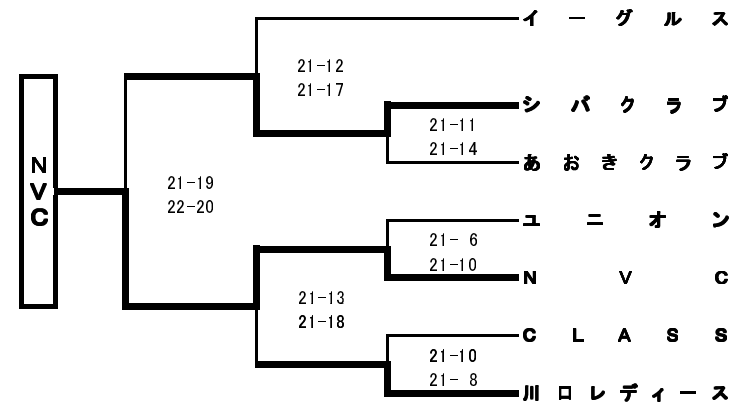 イーグルス
21-12
21-17
シパクラブ
21-11
21-14
あおきクラブ
NVC
21-19
22-20
ユニオン
21- 6
21-10
NVC
21-13
21-18
CLASS
21-10
21- 8
川口レディース